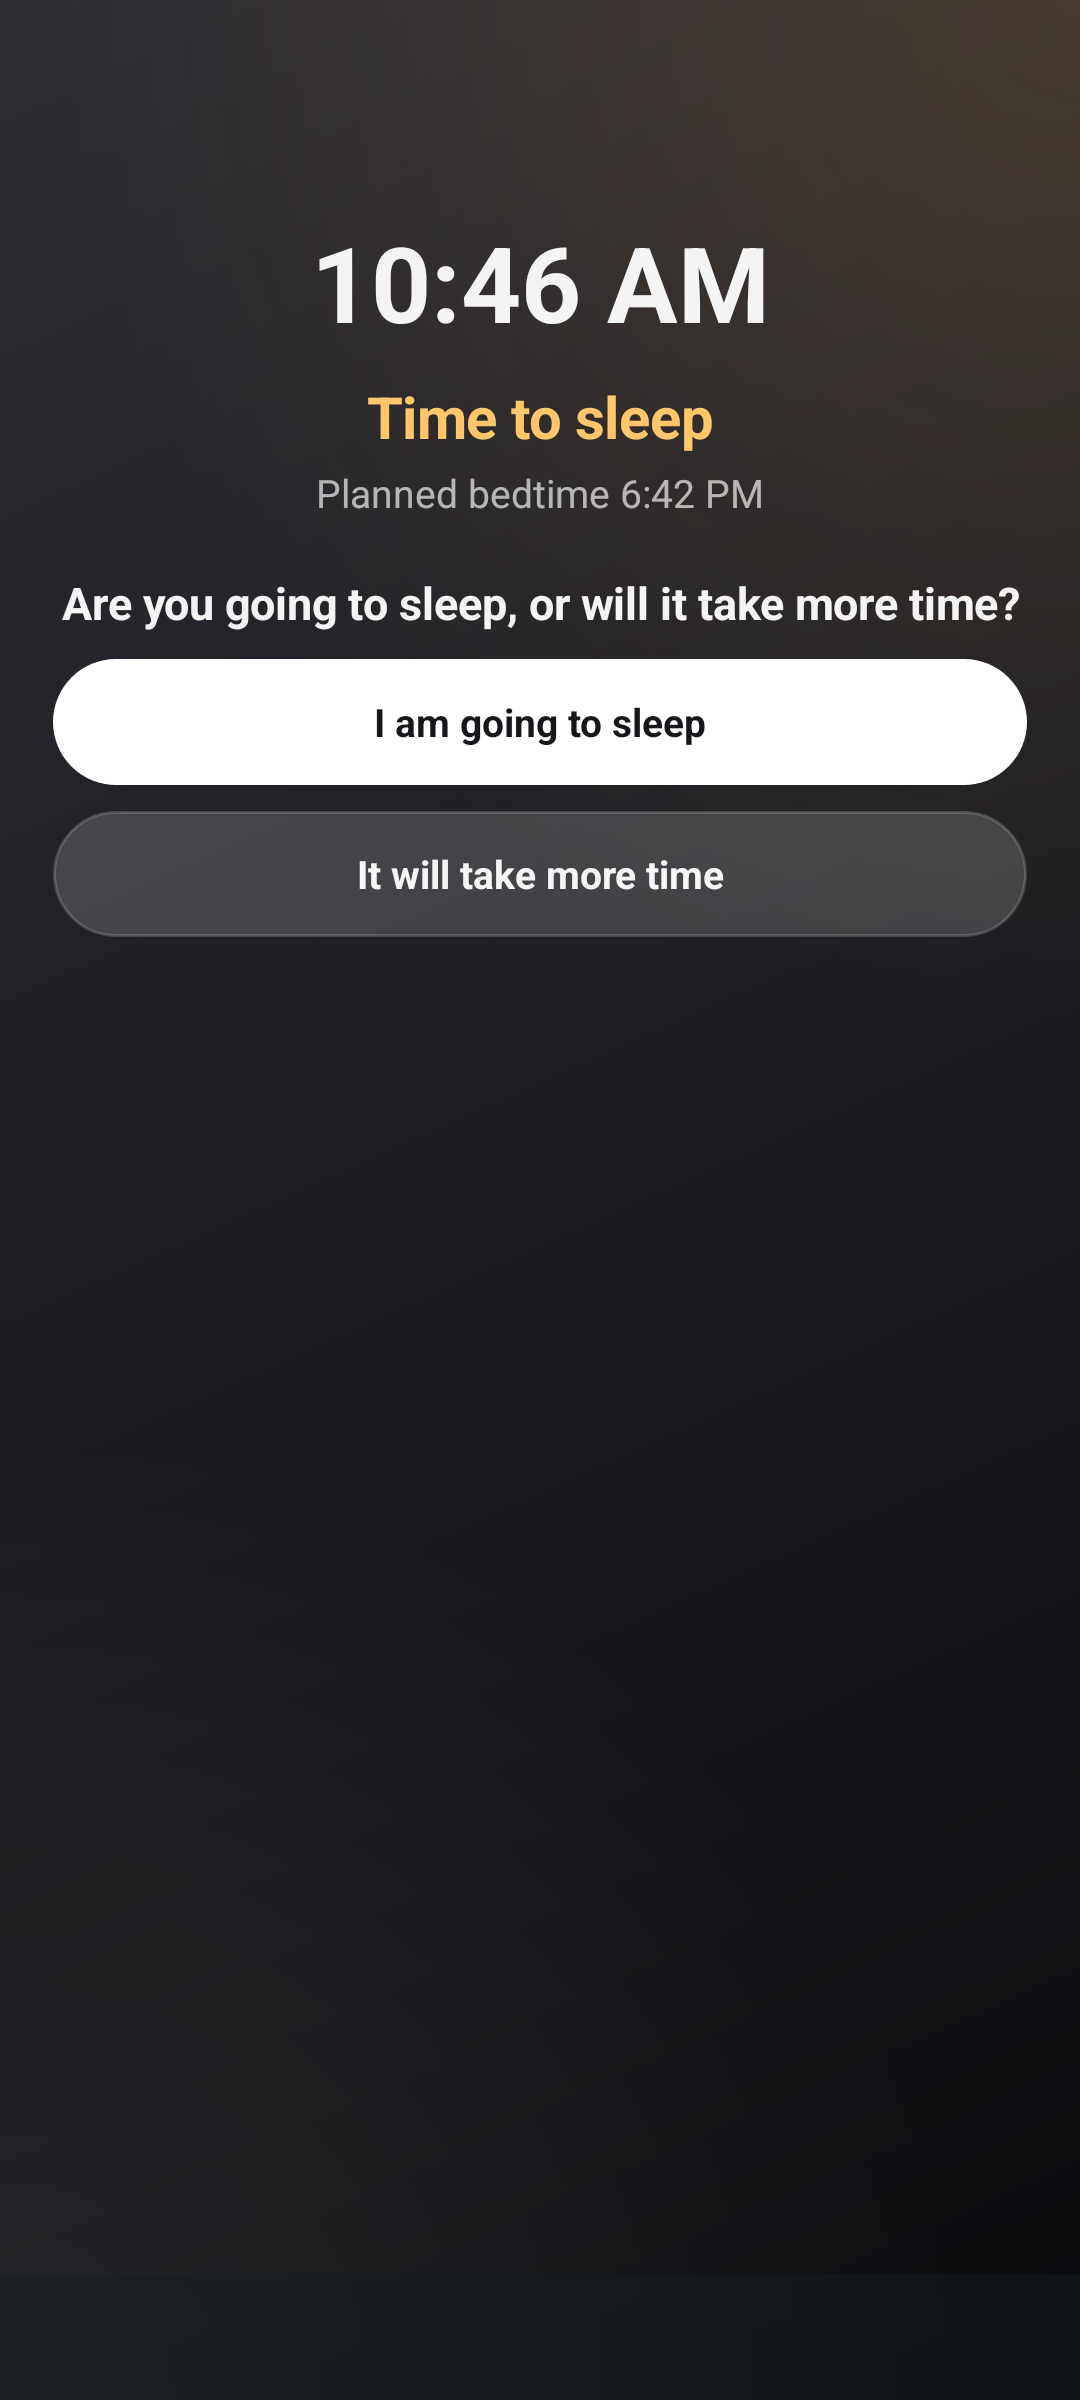 10:46 AM
Time to sleep
Planned bedtime 6:42 PM
Are you going to sleep, or will it take more time?
I am going to sleep
It will take more time